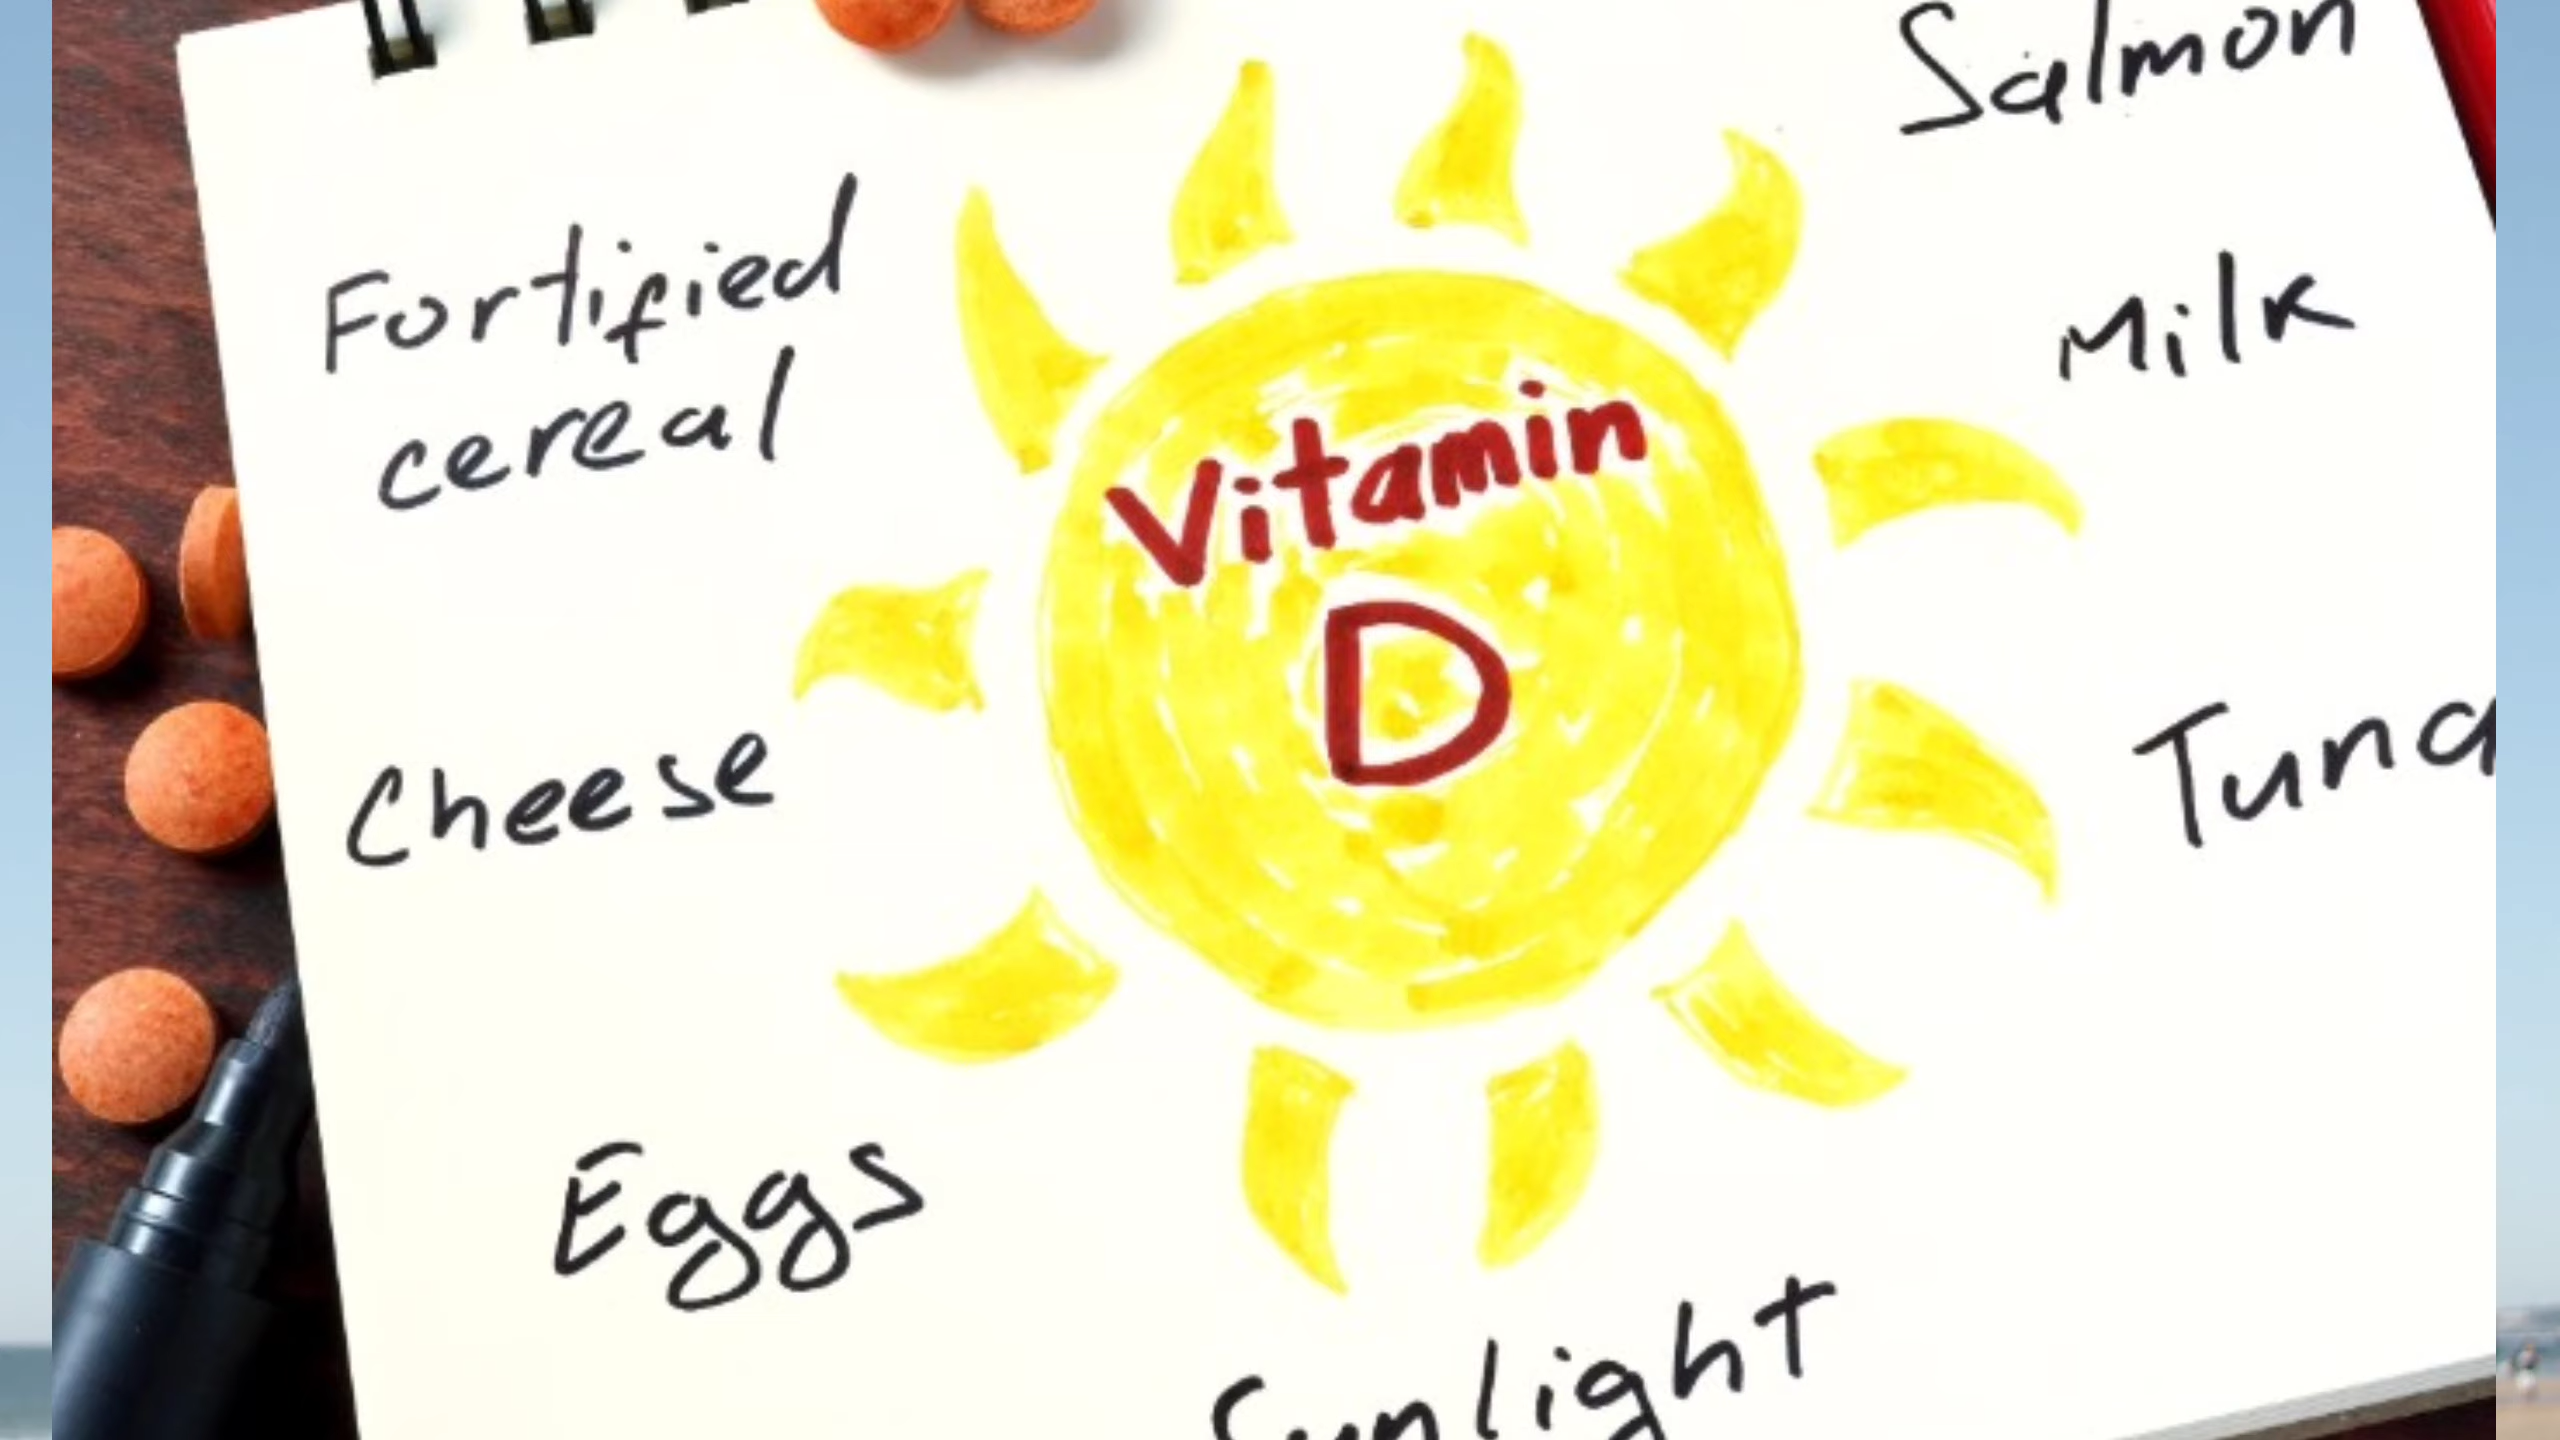 Salmon
Fortified
cereal
Milk
Vitamin
D
Cheese
Tuna
Eggs
Sunlight